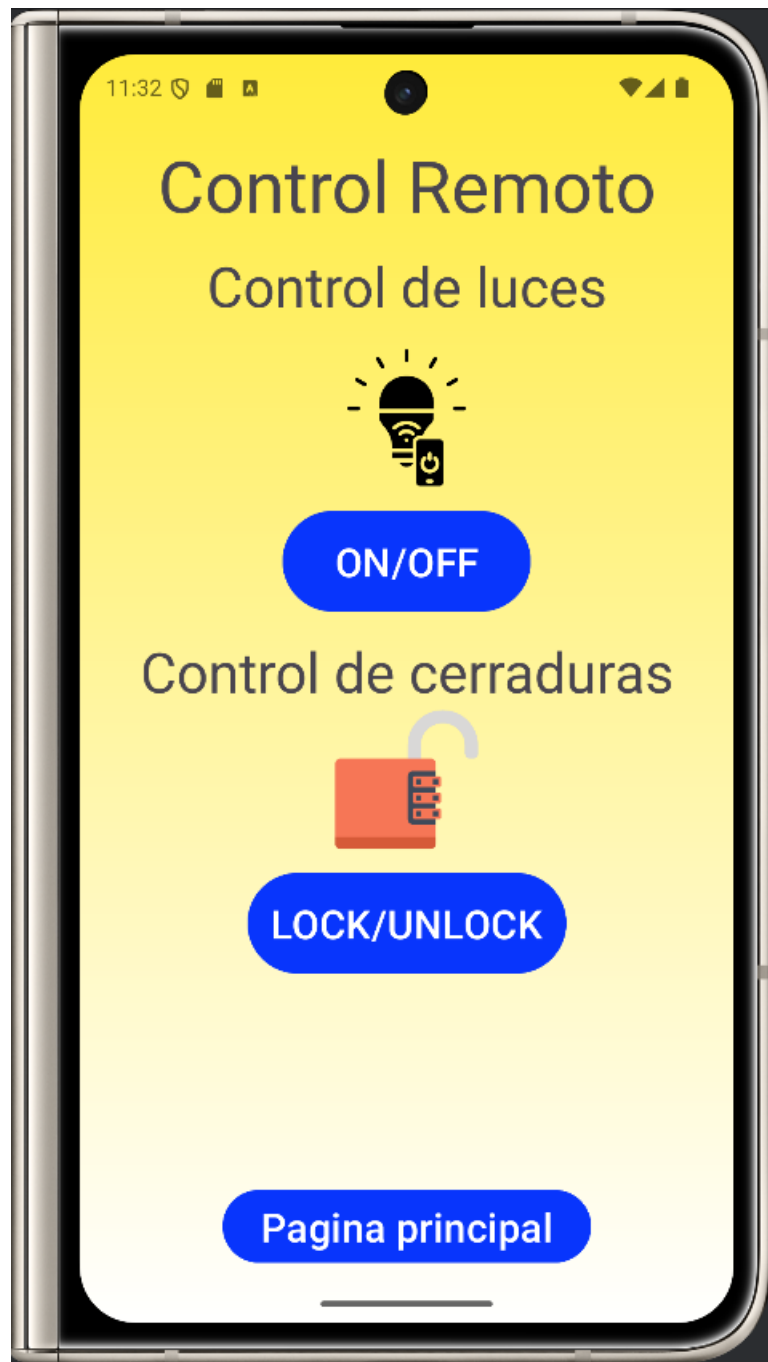 11:32
Control Remoto
Control de luces
ON/OFF
Control de cerraduras
LOCK/UNLOCK
Pagina principal